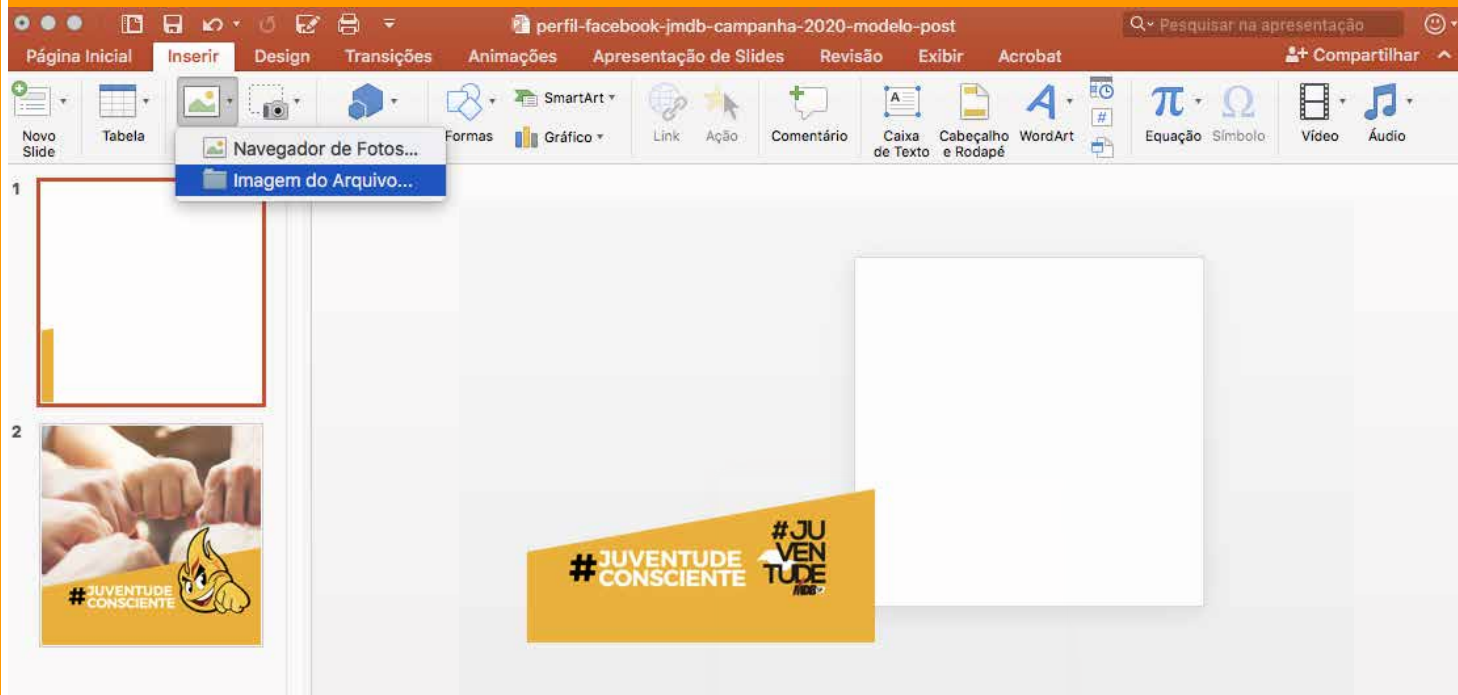 perfil-facebook-jmdb-campanha-2020-modelo-post
Pesquisar na apresentação
Página Inicial Inserir Design Transições Animações Apresentação de Slides Revisão Exibir Acrobat Compartilhar
Novo Slide
Tabela
Formas
SmartArt
Gráfico
Link
Ação
Comentário
Caixa de Texto
Cabeçalho e Rodapé
WordArt
Equação
Símbolo
Vídeo
Áudio
Navegador de Fotos...
Imagem do Arquivo...
1
2
#JUVENTUDE
CONSCIENTE
#JUVENTUDE
CONSCIENTE
#JU
VEN
TUDE
MDB